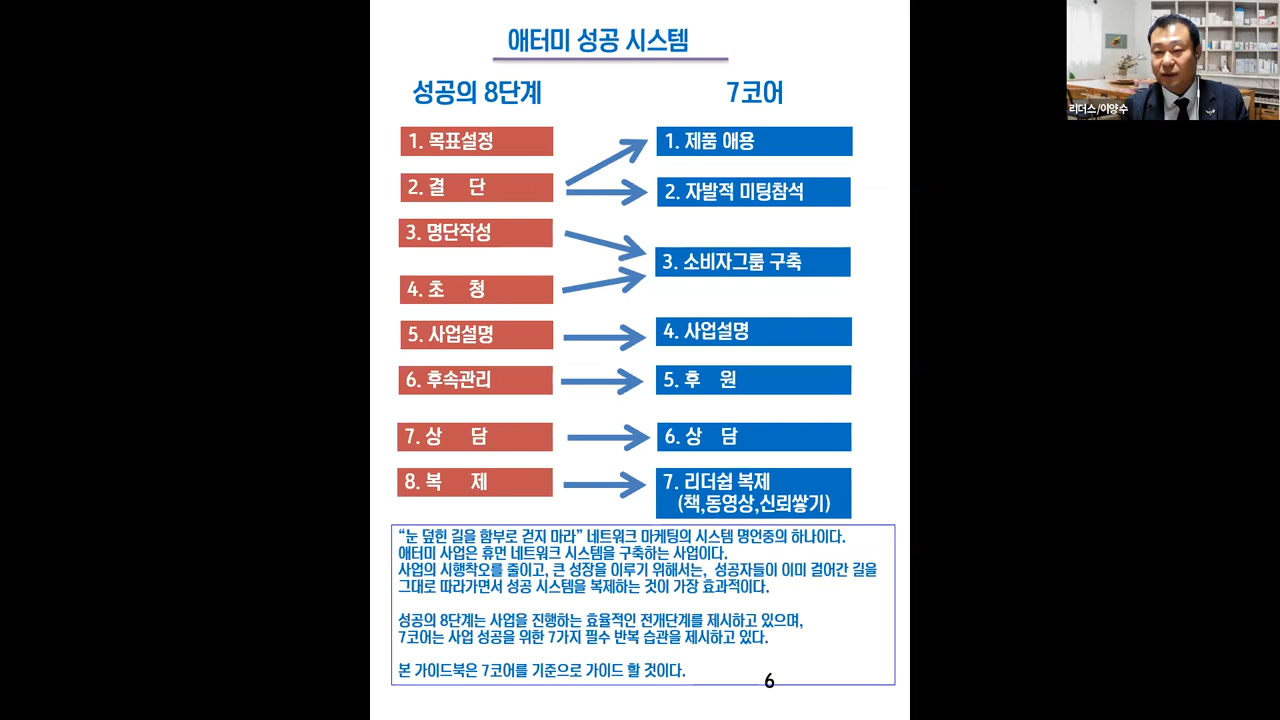 애터미 성공 시스템
성공의 8단계
7코어
1. 목표설정
2. 결 단
3. 명단작성
4. 초 청
5. 사업설명
6. 후속관리
7. 상 담
8. 복 제
1. 제품 애용
2. 자발적 미팅참석
3. 소비자그룹 구축
4. 사업설명
5. 후 원
6. 상 담
7. 리더쉽 복제
(책,동영상,신뢰쌓기)
“눈 덮힌 길을 함부로 걷지 마라” 네트워크 마케팅의 시스템 명언중의 하나이다.
애터미 사업은 휴먼 네트워크 시스템을 구축하는 사업이다.
사업의 시행착오를 줄이고, 큰 성장을 이루기 위해서는, 성공자들이 이미 걸어간 길을
그대로 따라가면서 성공 시스템을 복제하는 것이 가장 효과적이다.
성공의 8단계는 사업을 진행하는 효율적인 전개단계를 제시하고 있으며,
7코어는 사업 성공을 위한 7가지 필수 반복 습관을 제시하고 있다.
본 가이드북은 7코어를 기준으로 가이드 할 것이다.
6
리더스/이양수